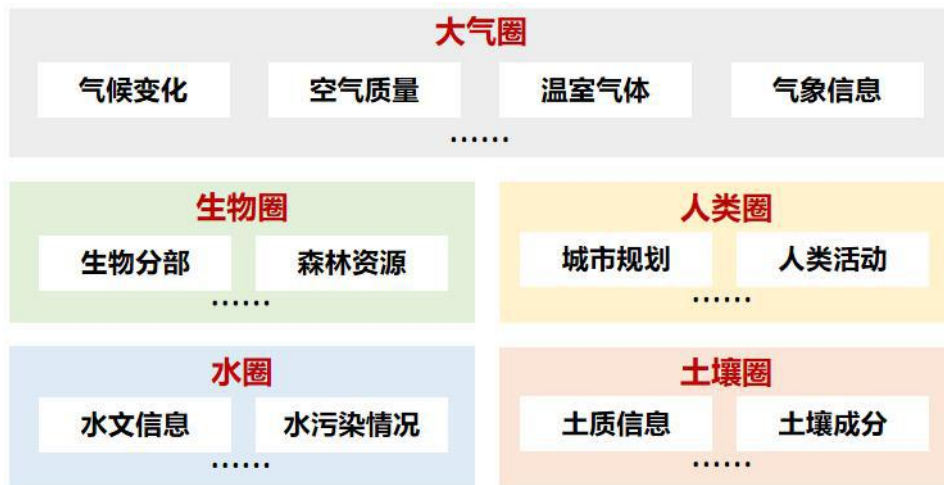 大气圈
气候变化 空气质量 温室气体 气象信息
……
生物圈
生物分部 森林资源
……
人类圈
城市规划 人类活动
……
水圈
水文信息 水污染情况
……
土壤圈
土质信息 土壤成分
……